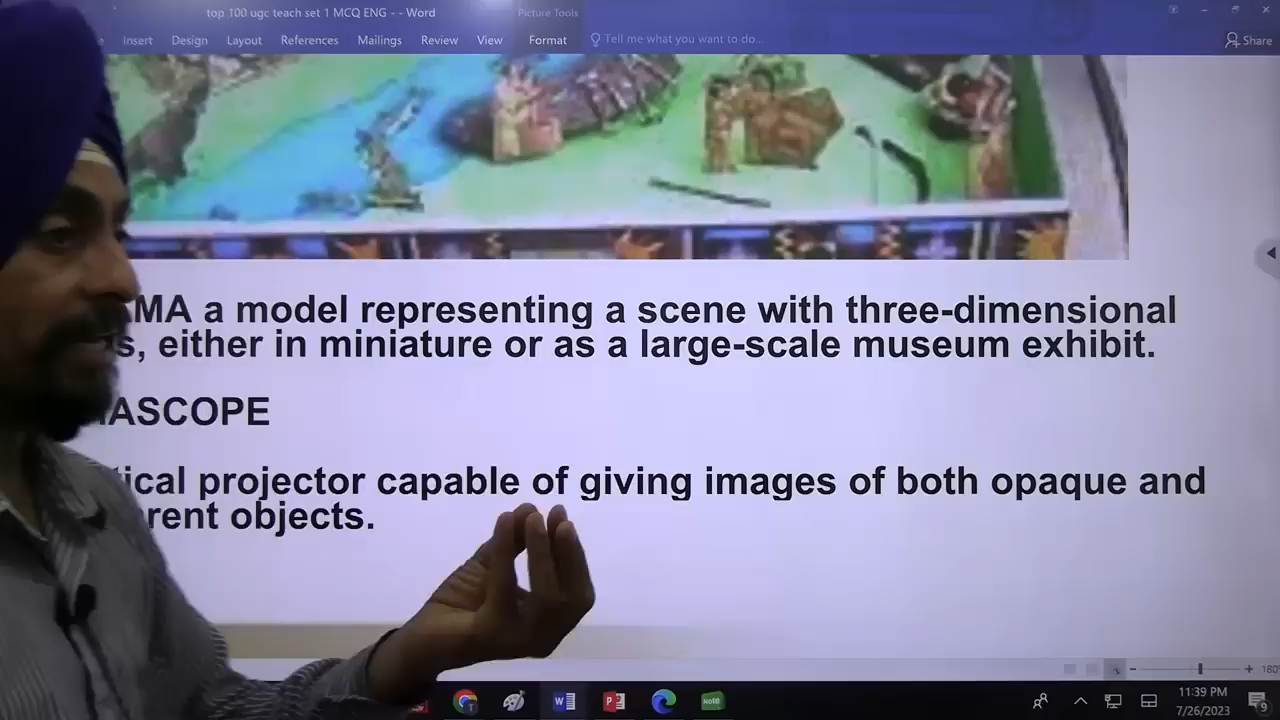 top 100 ugc teach set 1 MCQ ENG - - Word
Picture Tools
Insert Design Layout References Mailings Review View Format Tell me what you want to do... Share
AMA a model representing a scene with three-dimensional
s, either in miniature or as a large-scale museum exhibit.
ASCOPE
tical projector capable of giving images of both opaque and
rent objects.
180
11:39 PM
7/26/2023